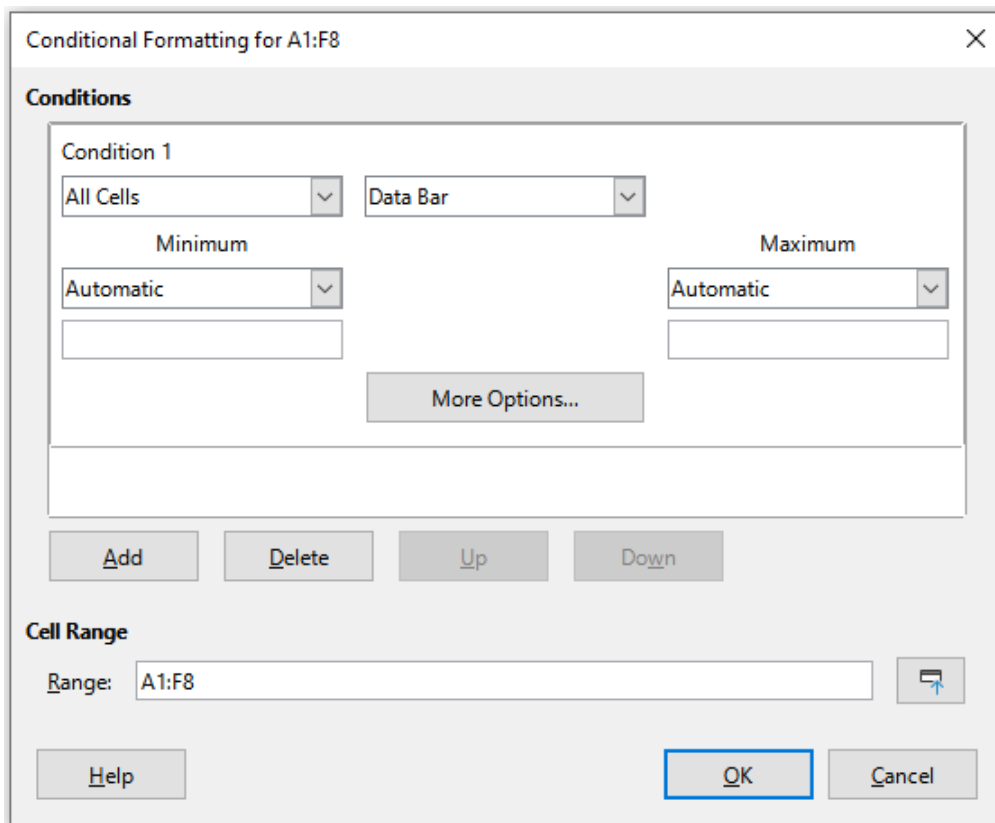 Conditional Formatting for A1:F8
Conditions
Condition 1
All Cells Data Bar
Minimum Maximum
Automatic Automatic
More Options...
Add Delete Up Down
Cell Range
Range: A1:F8
Help OK Cancel